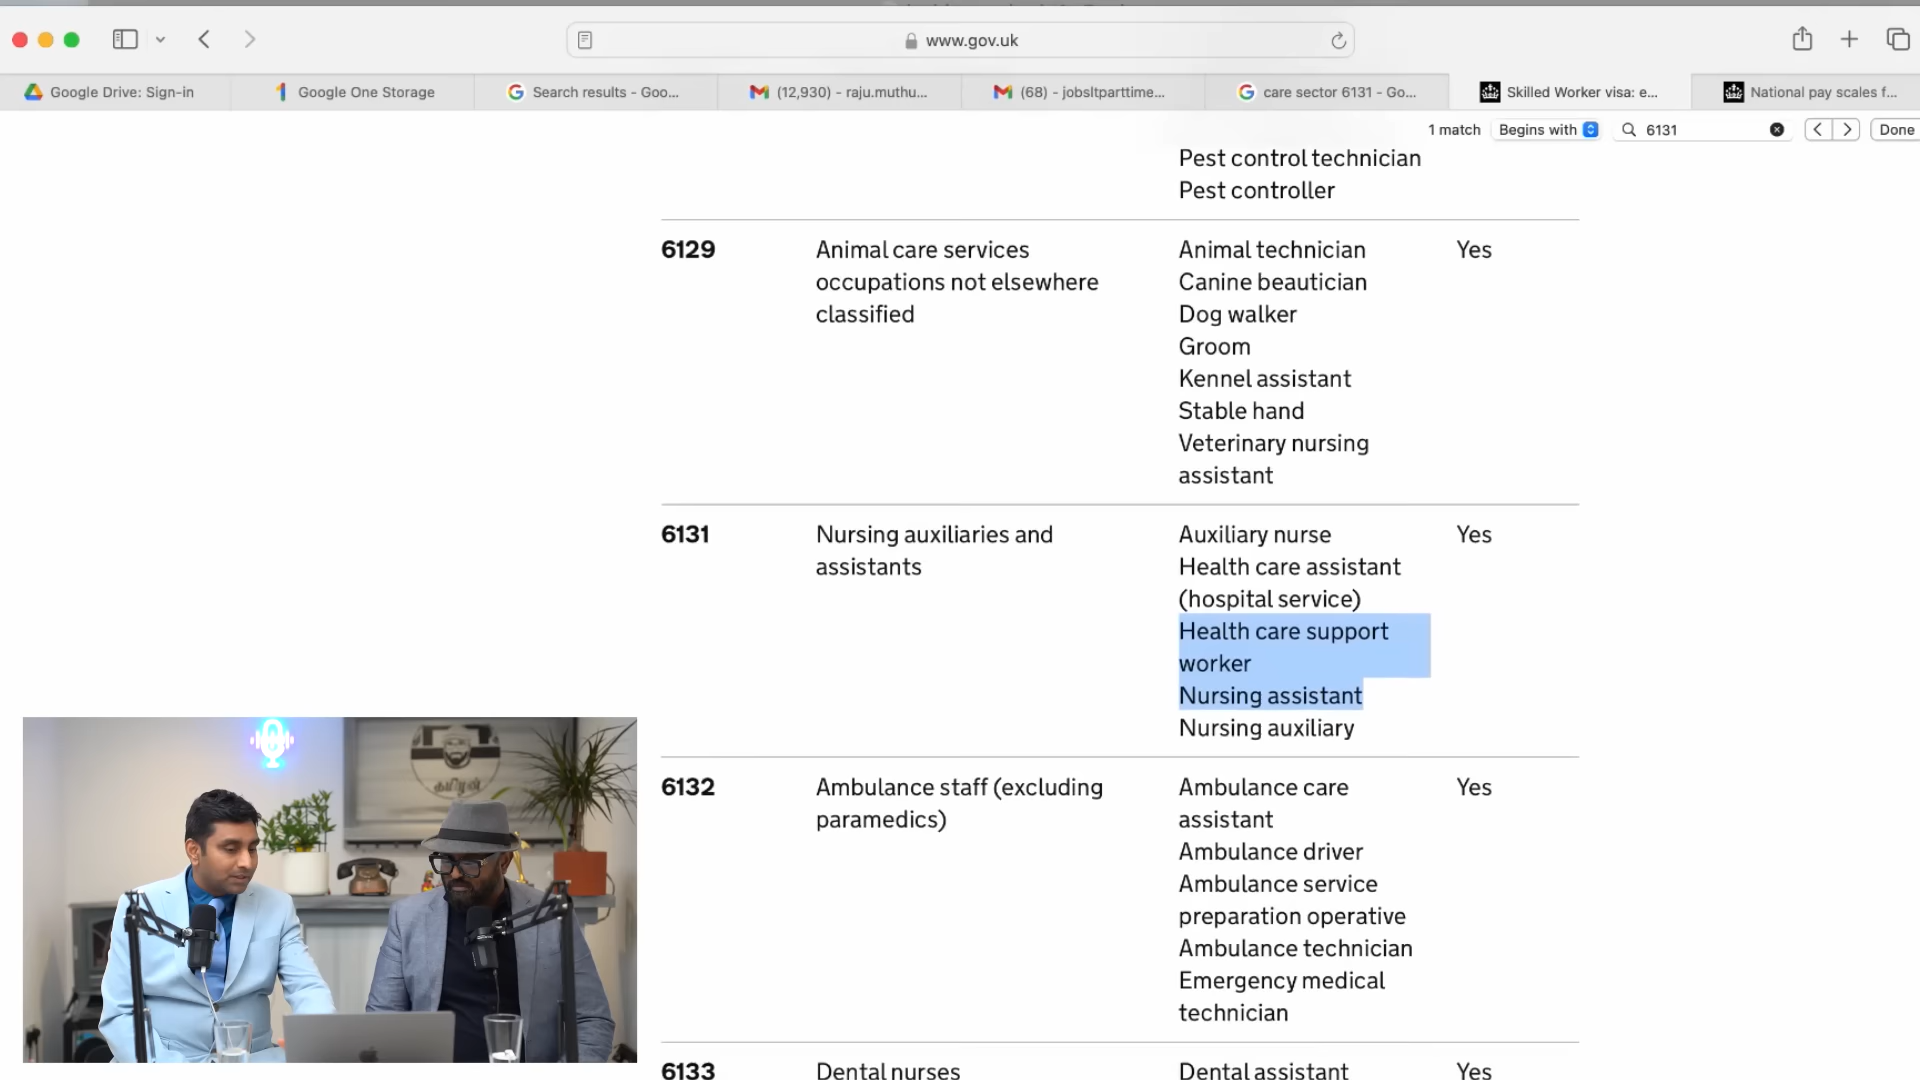 www.gov.uk
Google Drive: Sign-in
Google One Storage
Search results - Goo...
(12,930) - raju.muthu...
(68) - jobsltparttime...
care sector 6131 - Go...
Skilled Worker visa: e...
National pay scales f...
1 match
Begins with
6131
Done
Pest control technician
Pest controller
6129
Animal care services
occupations not elsewhere
classified
Animal technician
Canine beautician
Dog walker
Groom
Kennel assistant
Stable hand
Veterinary nursing
assistant
Yes
6131
Nursing auxiliaries and
assistants
Auxiliary nurse
Health care assistant
(hospital service)
Health care support
worker
Nursing assistant
Nursing auxiliary
Yes
6132
Ambulance staff (excluding
paramedics)
Ambulance care
assistant
Ambulance driver
Ambulance service
preparation operative
Ambulance technician
Emergency medical
technician
Yes
6133
Dental nurses
Dental assistant
Yes
தமிழன்